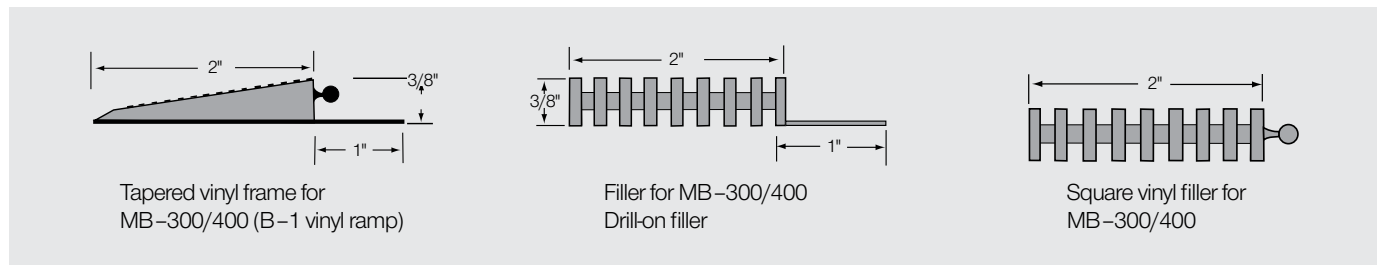 2"
3/8"
1"
Tapered vinyl frame for
MB–300/400 (B–1 vinyl ramp)
2"
3/8"
1"
Filler for MB–300/400
Drill-on filler
2"
Square vinyl filler for
MB–300/400